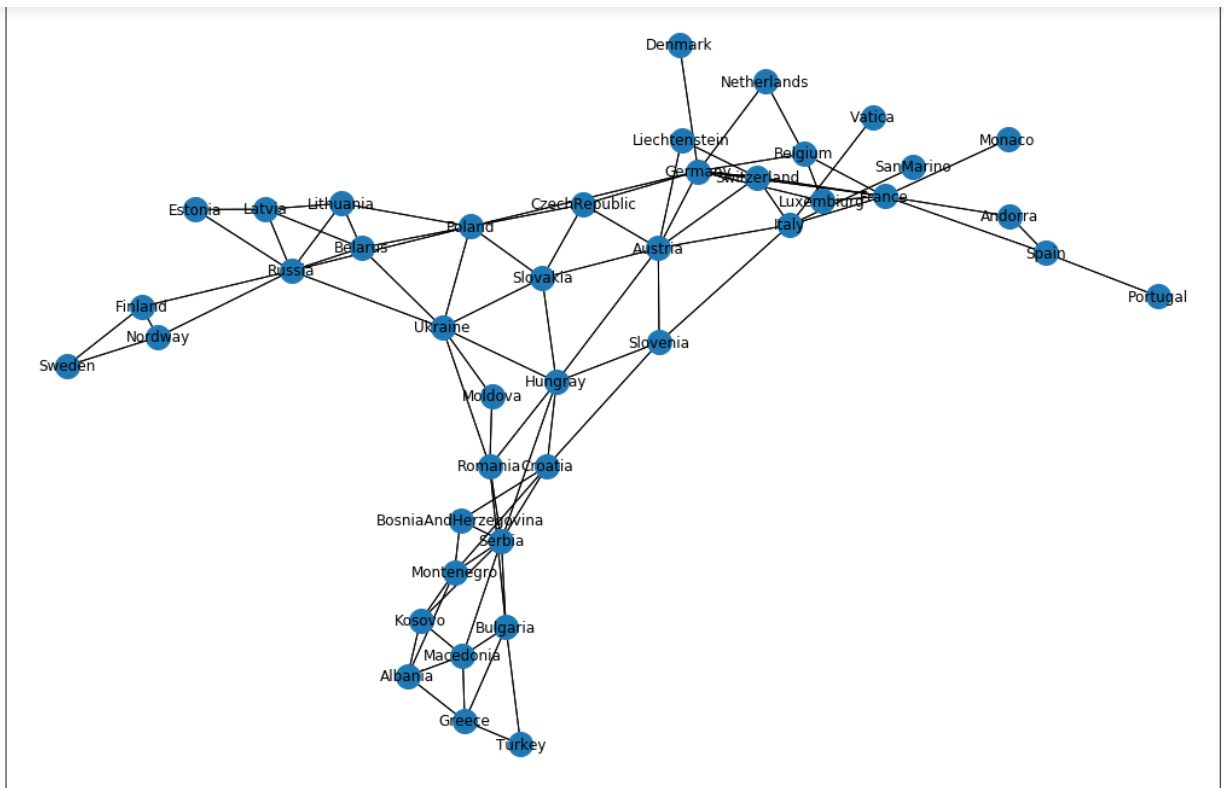 Denmark
Netherlands
Vatica
Liechtenstein
Monaco
Belgium
SanMarino
Germany
Switzerland
France
Luxemburg
CzechRepublic
Lithuania
Estonia
Latvia
Andorra
Italy
Poland
Belarus
Austria
Spain
Russia
Slovakia
Portugal
Finland
Ukraine
Nordway
Slovenia
Sweden
Hungray
Moldova
Romania
Croatia
BosniaAndHerzegovina
Serbia
Montenegro
Kosovo
Bulgaria
Macedonia
Albania
Greece
Turkey